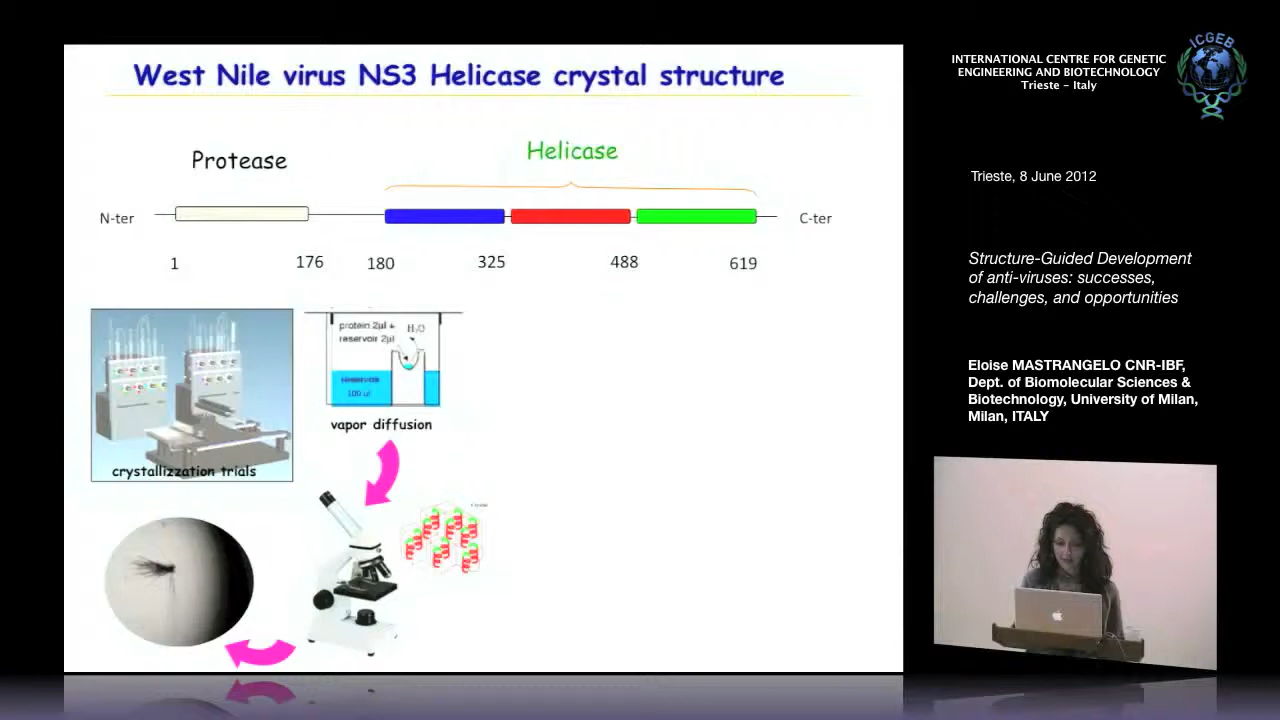 West Nile virus NS3 Helicase crystal structure
Protease
Helicase
N-ter
C-ter
1
176
180
325
488
619
crystallizzation trials
protein 2µl +
reservoir 2µl
H₂O
reservoir
100 ul
vapor diffusion
Crystal
ICGEB
INTERNATIONAL CENTRE FOR GENETIC
ENGINEERING AND BIOTECHNOLOGY
Trieste – Italy
Trieste, 8 June 2012
Structure-Guided Development
of anti-viruses: successes,
challenges, and opportunities
Eloise MASTRANGELO CNR-IBF,
Dept. of Biomolecular Sciences &
Biotechnology, University of Milan,
Milan, ITALY